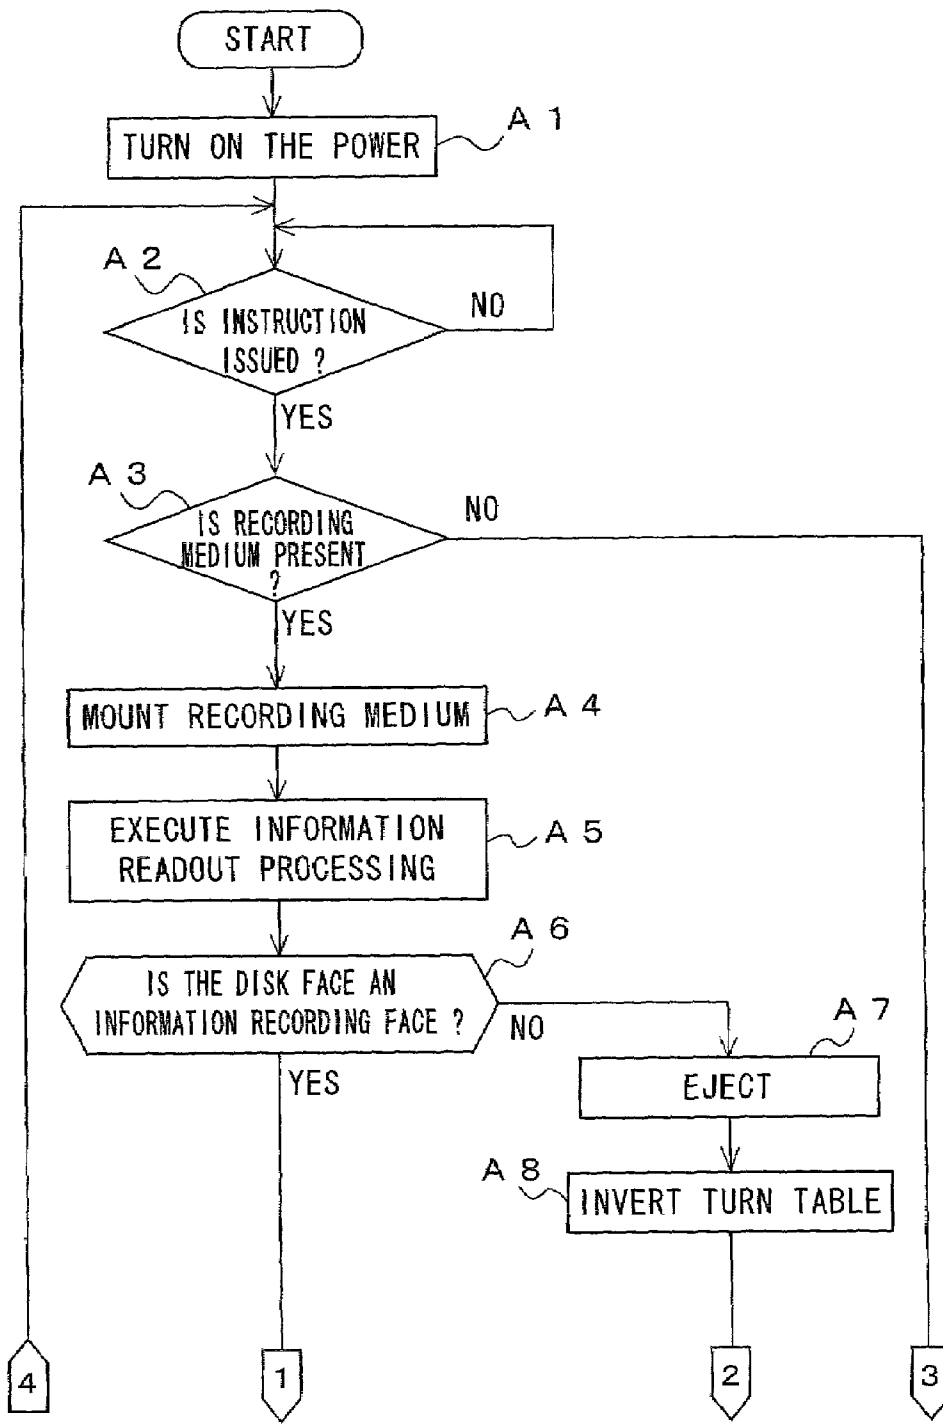 START
TURN ON THE POWER
A 1
A 2
IS INSTRUCTION
ISSUED ?
NO
YES
A 3
IS RECORDING
MEDIUM PRESENT
?
NO
YES
MOUNT RECORDING MEDIUM
A 4
EXECUTE INFORMATION
READOUT PROCESSING
A 5
A 6
IS THE DISK FACE AN
INFORMATION RECORDING FACE ?
NO
YES
A 7
EJECT
A 8
INVERT TURN TABLE
4
1
2
3